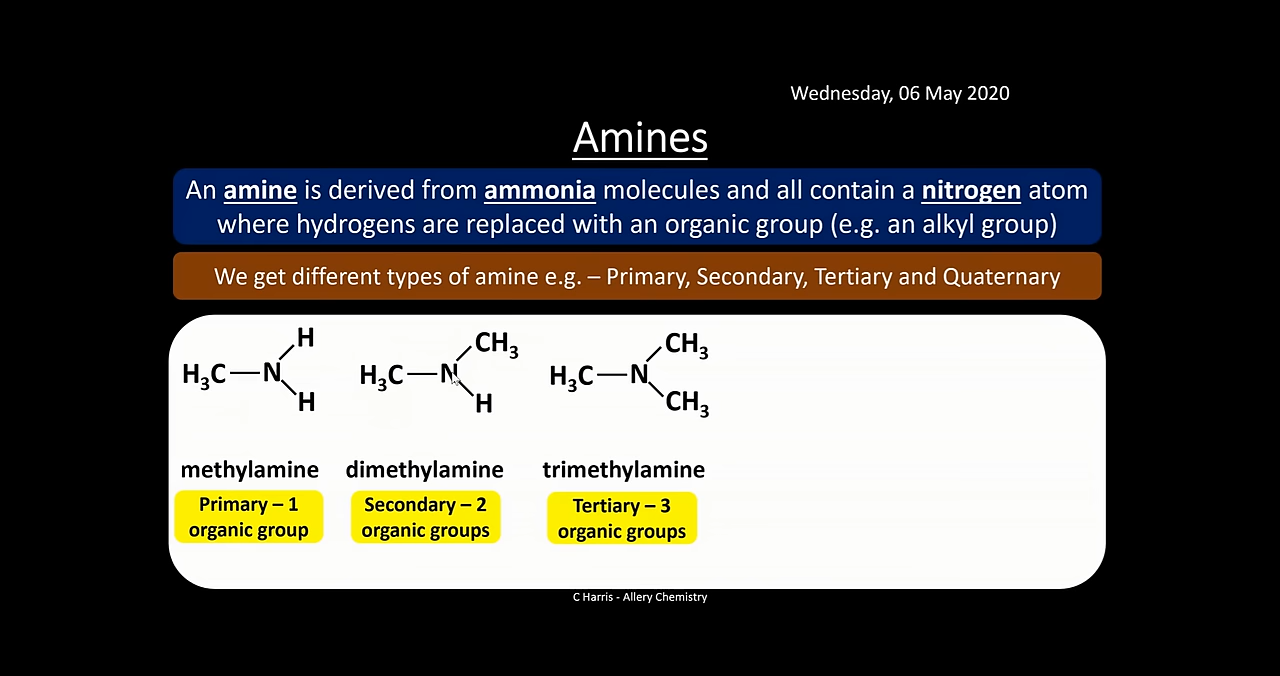 Wednesday, 06 May 2020
Amines
An amine is derived from ammonia molecules and all contain a nitrogen atom
where hydrogens are replaced with an organic group (e.g. an alkyl group)
We get different types of amine e.g. – Primary, Secondary, Tertiary and Quaternary
H
H₃C N
H
CH₃
H₃C N
H
CH₃
H₃C N
CH₃
methylamine dimethylamine trimethylamine
Primary – 1
organic group
Secondary – 2
organic groups
Tertiary – 3
organic groups
C Harris - Allery Chemistry